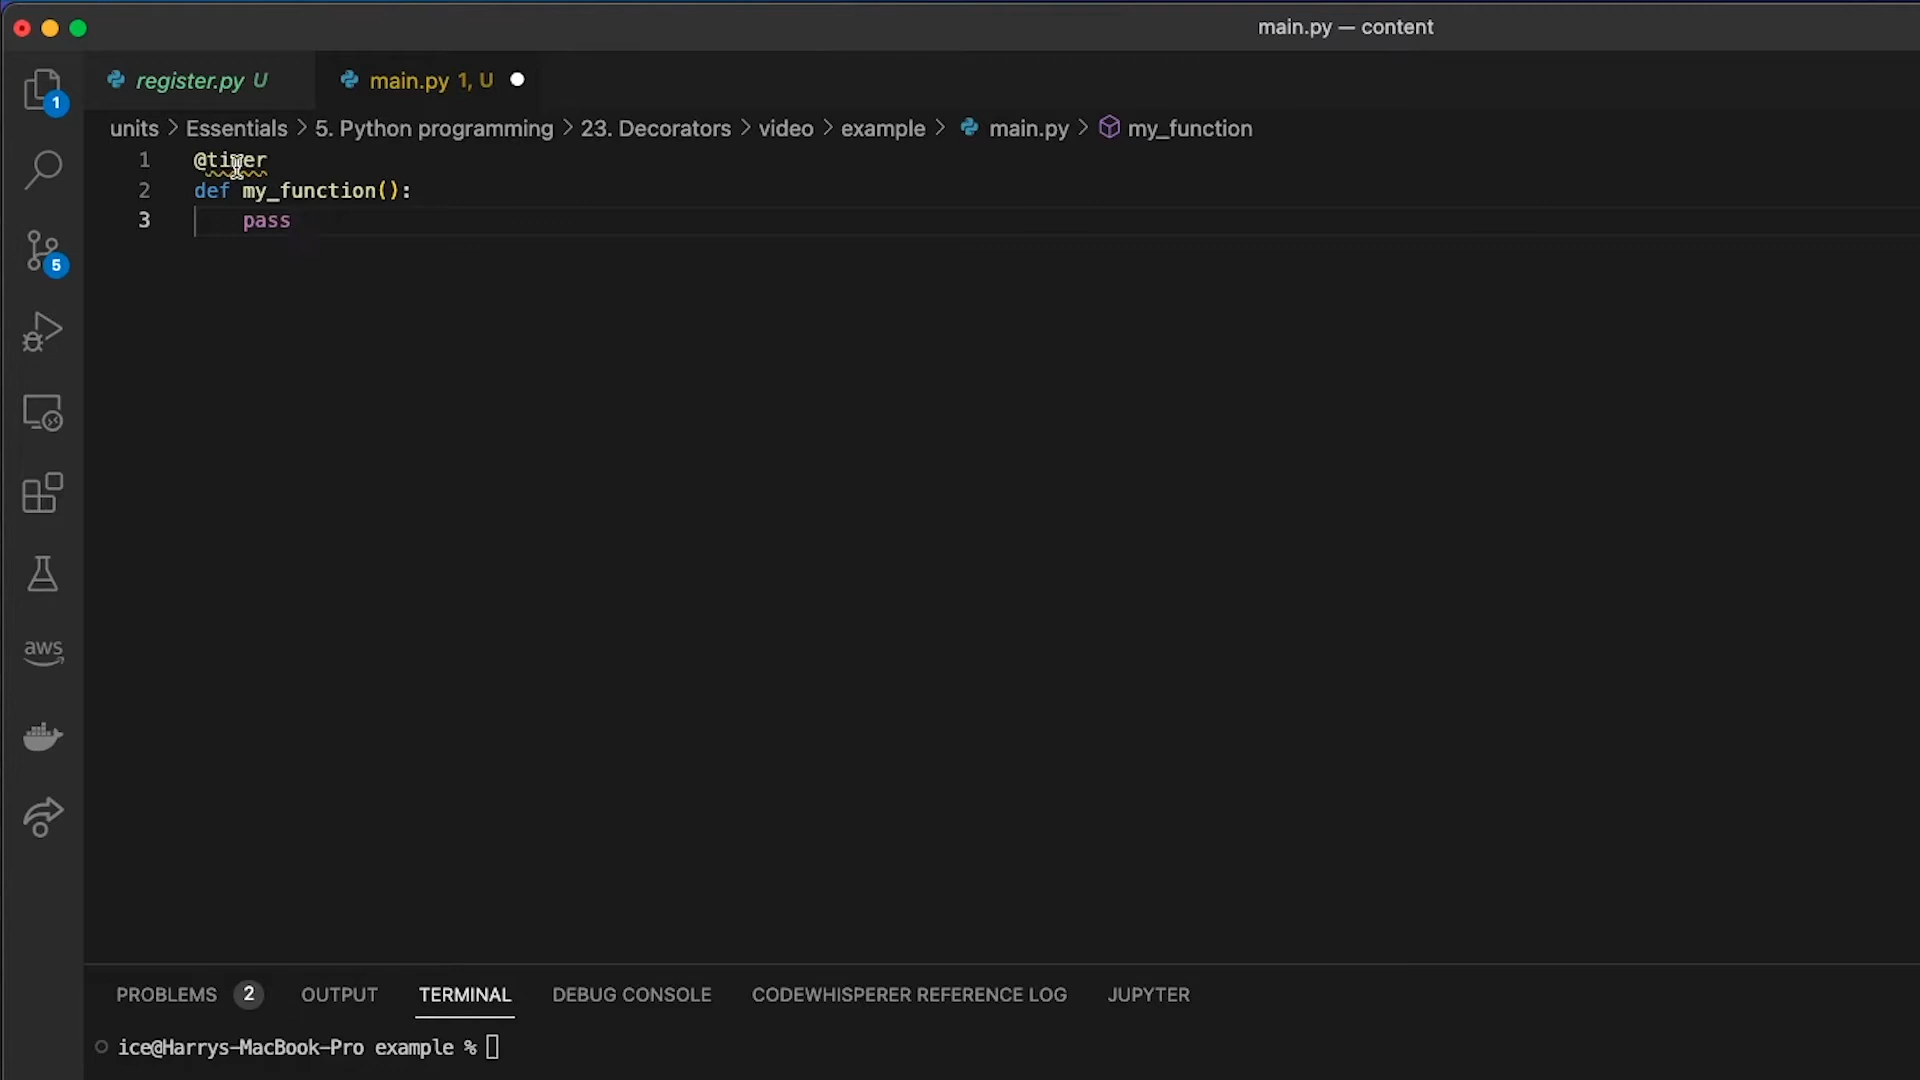 main.py — content
register.py U
main.py 1, U
units > Essentials > 5. Python programming > 23. Decorators > video > example > main.py > my_function
1 @timer
2 def my_function():
3 pass
1
5
aws
PROBLEMS 2 OUTPUT TERMINAL DEBUG CONSOLE CODEWHISPERER REFERENCE LOG JUPYTER
ice@Harrys-MacBook-Pro example %